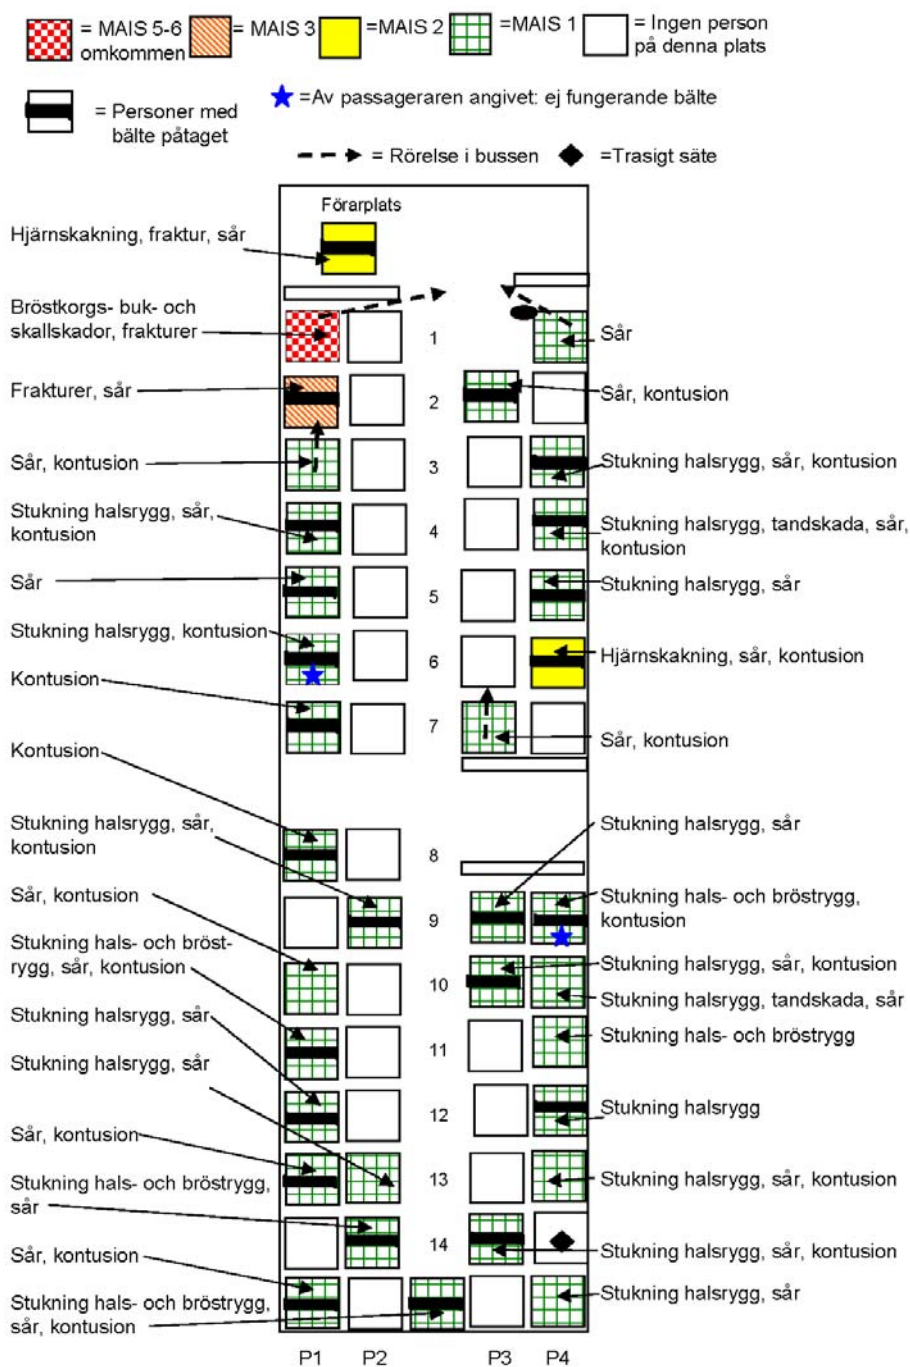 = MAIS 5-6
omkommen
= MAIS 3
=MAIS 2
=MAIS 1
= Ingen person
på denna plats
= Personer med
bälte påtaget
=Av passageraren angivet: ej fungerande bälte
= Rörelse i bussen
=Trasigt säte
Förarplats
Hjärnskakning, fraktur, sår
Bröstkorgs- buk- och
skallskador, frakturer
1
Sår
Frakturer, sår
2
Sår, kontusion
Sår, kontusion
3
Stukning halsrygg, sår, kontusion
Stukning halsrygg, sår,
kontusion
4
Stukning halsrygg, tandskada, sår,
kontusion
Sår
5
Stukning halsrygg, sår
Stukning halsrygg, kontusion
6
Hjärnskakning, sår, kontusion
Kontusion
7
Sår, kontusion
Kontusion
8
Stukning halsrygg, sår
Stukning halsrygg, sår,
kontusion
9
Stukning hals- och bröstrygg,
kontusion
Sår, kontusion
10
Stukning halsrygg, sår, kontusion
Stukning halsrygg, tandskada, sår
Stukning hals- och bröst-
rygg, sår, kontusion
11
Stukning hals- och bröstrygg
Stukning halsrygg, sår
12
Stukning halsrygg
Stukning halsrygg, sår
13
Stukning halsrygg, sår, kontusion
Sår, kontusion
Stukning hals- och bröstrygg,
sår
14
Stukning halsrygg, sår, kontusion
Sår, kontusion
Stukning halsrygg, sår
Stukning hals- och bröstrygg,
sår, kontusion
P1
P2
P3
P4